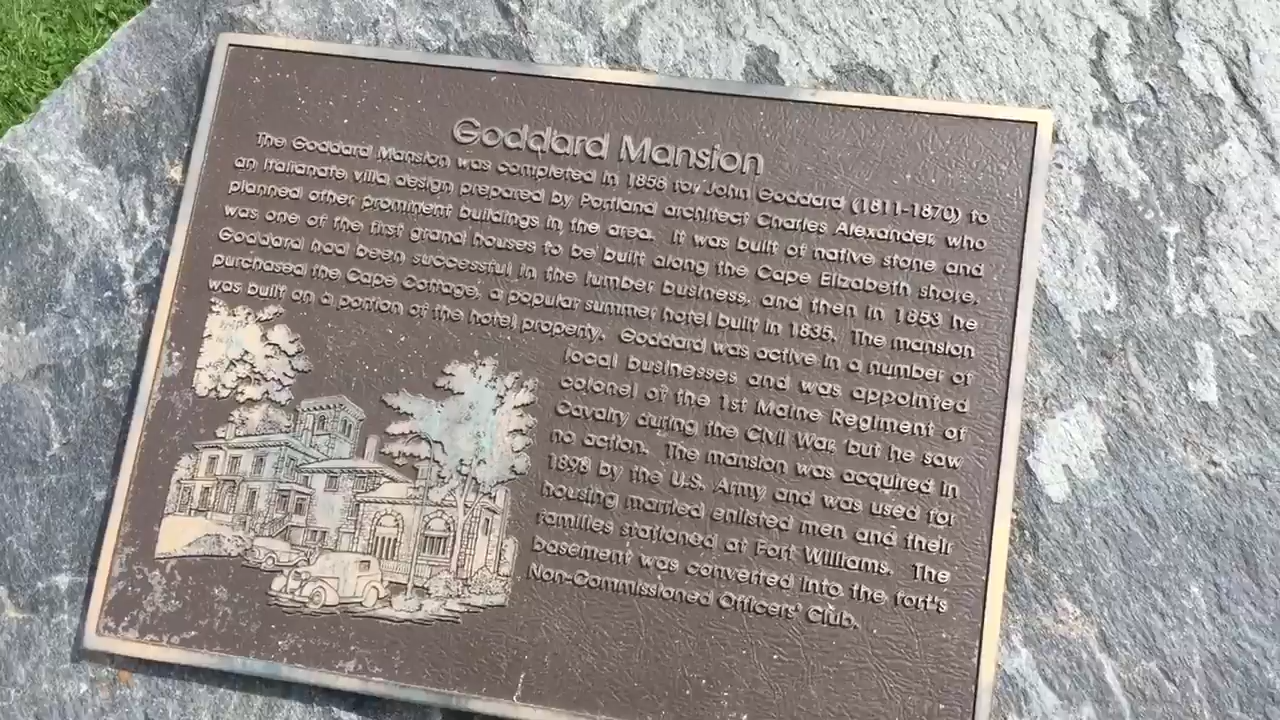 Goddard Mansion
The Goddard Mansion was completed in 1858 for John Goddard (1811-1870) to
an Italianate villa design prepared by Portland architect Charles Alexander, who
planned other prominent buildings in the area. It was built of native stone and
was one of the first grand houses to be built along the Cape Elizabeth shore.
Goddard had been successful in the lumber business, and then in 1853 he
purchased the Cape Cottage, a popular summer hotel built in 1835. The mansion
was built on a portion of the hotel property. Goddard was active in a number of
local businesses and was appointed
colonel of the 1st Maine Regiment of
Cavalry during the Civil War, but he saw
no action. The mansion was acquired in
1898 by the U.S. Army and was used for
housing married enlisted men and their
families stationed at Fort Williams. The
basement was converted into the fort's
Non-Commissioned Officers' Club.